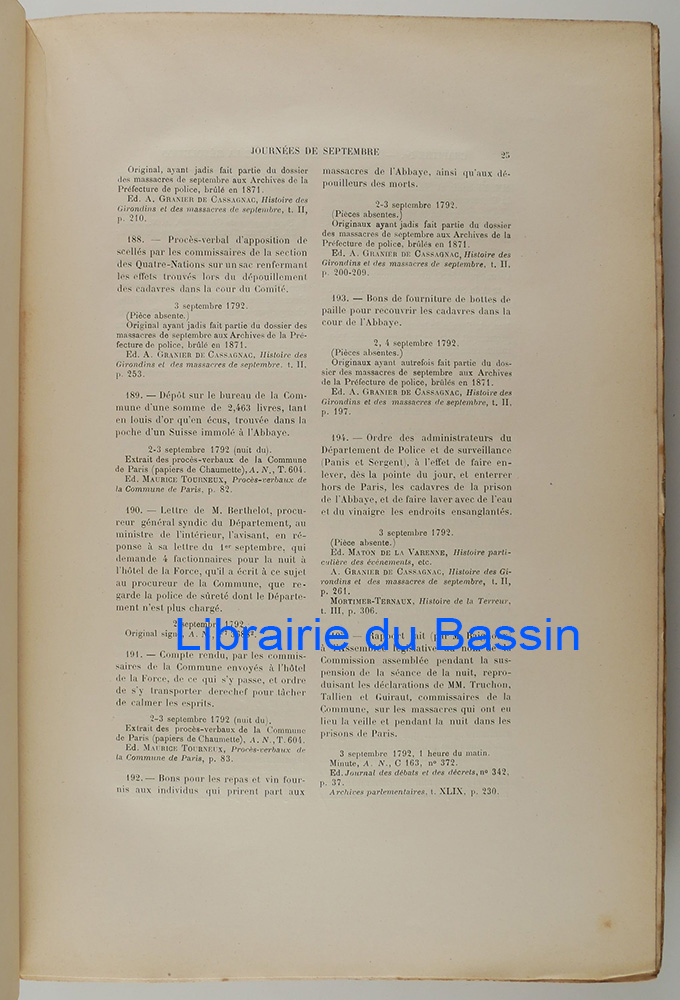 JOURNÉES DE SEPTEMBRE
25
Original, ayant jadis fait partie du dossier
des massacres de septembre aux Archives de la
Préfecture de police, brûlé en 1871.
Ed. A. GRANIER DE CASSAGNAC, Histoire des
Girondins et des massacres de septembre, t. II,
p. 210.
188. — Procès-verbal d'apposition de
scellés par les commissaires de la section
des Quatre-Nations sur un sac renfermant
les effets trouvés lors du dépouillement
des cadavres dans la cour du Comité.
3 septembre 1792.
(Pièce absente.)
Original ayant jadis fait partie du dossier des
massacres de septembre aux Archives de la Pré-
fecture de police, brûlé en 1871.
Ed. A. GRANIER DE CASSAGNAC, Histoire des
Girondins et des massacres de septembre, t. II,
p. 253.
189. — Dépôt sur le bureau de la Com-
mune d'une somme de 2,463 livres, tant
en louis d'or qu'en écus, trouvée dans la
poche d'un Suisse immolé à l'Abbaye.
2-3 septembre 1792 (nuit du).
Extrait des procès-verbaux de la Commune
de Paris (papiers de Chaumette), A. N., T. 604.
Ed. MAURICE TOURNEUX, Procès-verbaux de
la Commune de Paris, p. 82.
190. — Lettre de M. Berthelot, procu-
reur général syndic du Département, au
ministre de l'intérieur, l'avisant, en ré-
ponse à sa lettre du 1er septembre, qui
demande 4 factionnaires pour la nuit à
l'hôtel de la Force, qu'il a écrit à ce sujet
au procureur de la Commune, que re-
garde la police de sûreté dont le Départe-
ment n'est plus chargé.
2 septembre 1792.
Original signé, A. N.,
191. — Compte rendu, par les commis-
saires de la Commune envoyés à l'hôtel
de la Force, de ce qui s'y passe, et ordre
de s'y transporter derechef pour tâcher
de calmer les esprits.
2-3 septembre 1792 (nuit du).
Extrait des procès-verbaux de la Commune
de Paris (papiers de Chaumette), A. N., T. 604.
Ed. MAURICE TOURNEUX, Procès-verbaux de
la Commune de Paris, p. 83.
192. — Bons pour les repas et vin four-
nis aux individus qui prirent part aux
massacres de l'Abbaye, ainsi qu'aux dé-
pouilleurs des morts.
2-3 septembre 1792.
(Pièces absentes.)
Originaux ayant jadis fait partie du dossier
des massacres de septembre aux Archives de la
Préfecture de police, brûlés en 1871.
Ed. A. GRANIER DE CASSAGNAC, Histoire des
Girondins et des massacres de septembre, t. II,
p. 200-209.
193. — Bons de fourniture de bottes de
paille pour recouvrir les cadavres dans la
cour de l'Abbaye.
2, 4 septembre 1792.
(Pièces absentes.)
Originaux ayant autrefois fait partie du dos-
sier des massacres de septembre aux Archives
de la Préfecture de police, brûlés en 1871.
Ed. A. GRANIER DE CASSAGNAC, Histoire des
Girondins et des massacres de septembre, t. II,
p. 197.
194. — Ordre des administrateurs du
Département de Police et de surveillance
(Panis et Sergent), à l'effet de faire en-
lever, dès la pointe du jour, et enterrer
hors de Paris, les cadavres de la prison
de l'Abbaye, et de faire laver avec de l'eau
et du vinaigre les endroits ensanglantés.
3 septembre 1792.
(Pièce absente.)
Ed. MATON DE LA VARENNE, Histoire parti-
culière des événements, etc.
A. GRANIER DE CASSAGNAC, Histoire des Gi-
rondins et des massacres de septembre, t. II,
p. 261.
MORTIMER-TERNAUX, Histoire de la Terreur,
t. III, p. 306.
— Rapport fait (par M.
à l'Assemblée législative au nom de la
Commission assemblée pendant la sus-
pension de la séance de la nuit, repro-
duisant les déclarations de MM. Truchon,
Tallien et Guiraut, commissaires de la
Commune, sur les massacres qui ont eu
lieu la veille et pendant la nuit dans les
prisons de Paris.
3 septembre 1792, 1 heure du matin.
Minute, A. N., C 163, n° 372.
Ed. Journal des débats et des décrets, n° 342,
p. 37.
Archives parlementaires, t. XLIX, p. 230.
Librairie du Bassin